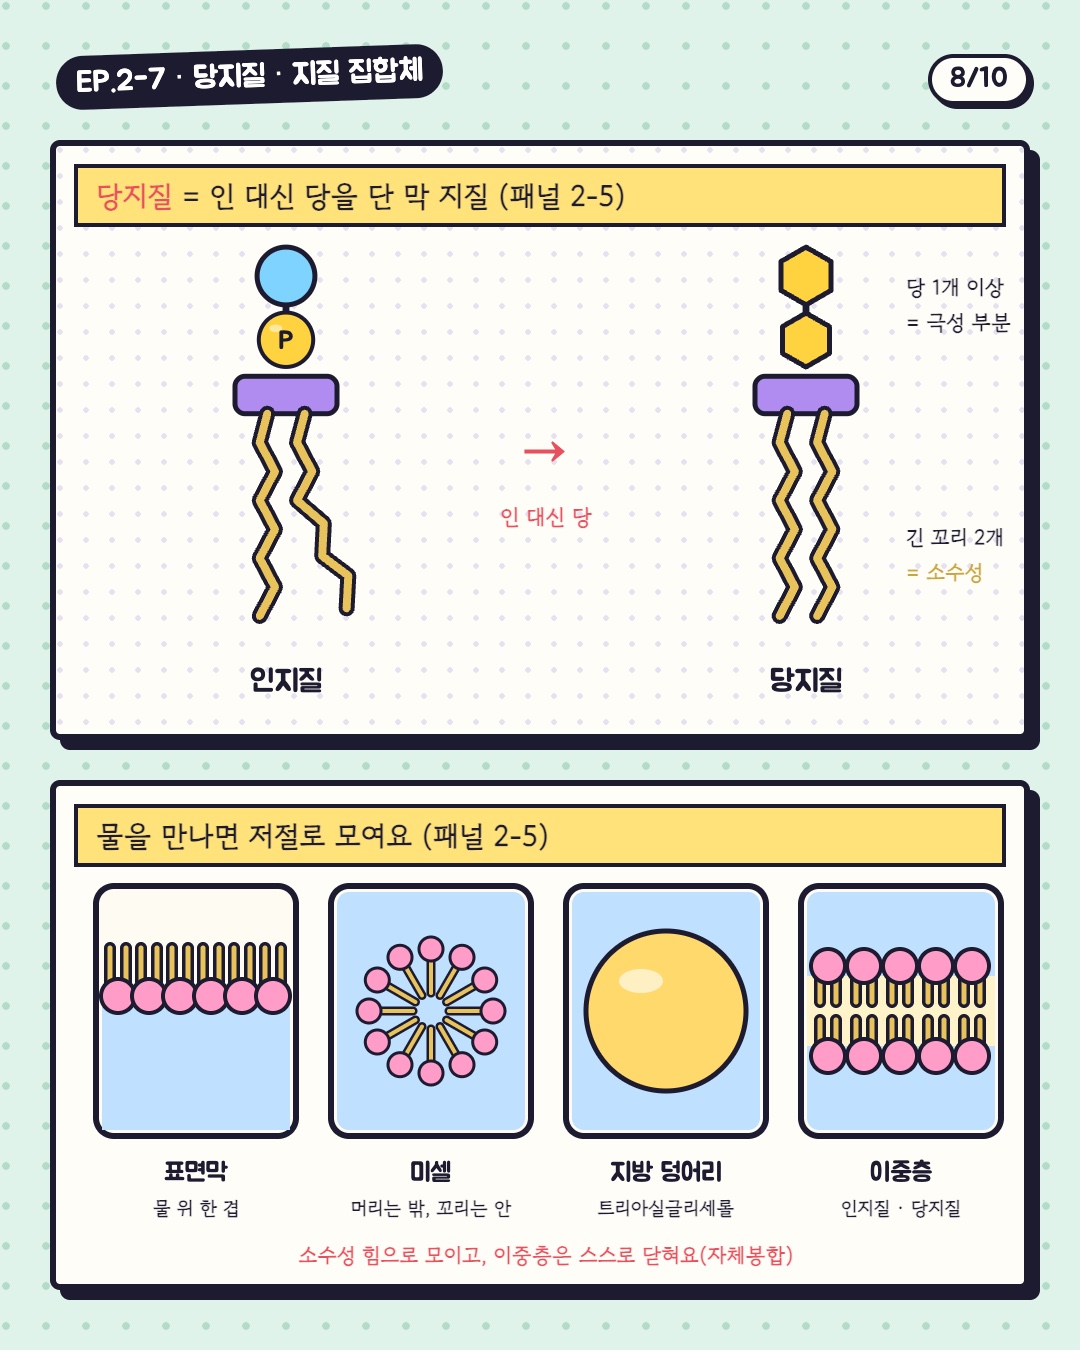 EP.2-7 · 당지질 · 지질 집합체
8/10
당지질 = 인 대신 당을 단 막 지질 (패널 2-5)
P
당 1개 이상
= 극성 부분
→
인 대신 당
긴 꼬리 2개
= 소수성
인지질
당지질
물을 만나면 저절로 모여요 (패널 2-5)
표면막
물 위 한 겹
미셀
머리는 밖, 꼬리는 안
지방 덩어리
트리아실글리세롤
이중층
인지질 · 당지질
소수성 힘으로 모이고, 이중층은 스스로 닫혀요(자체봉합)